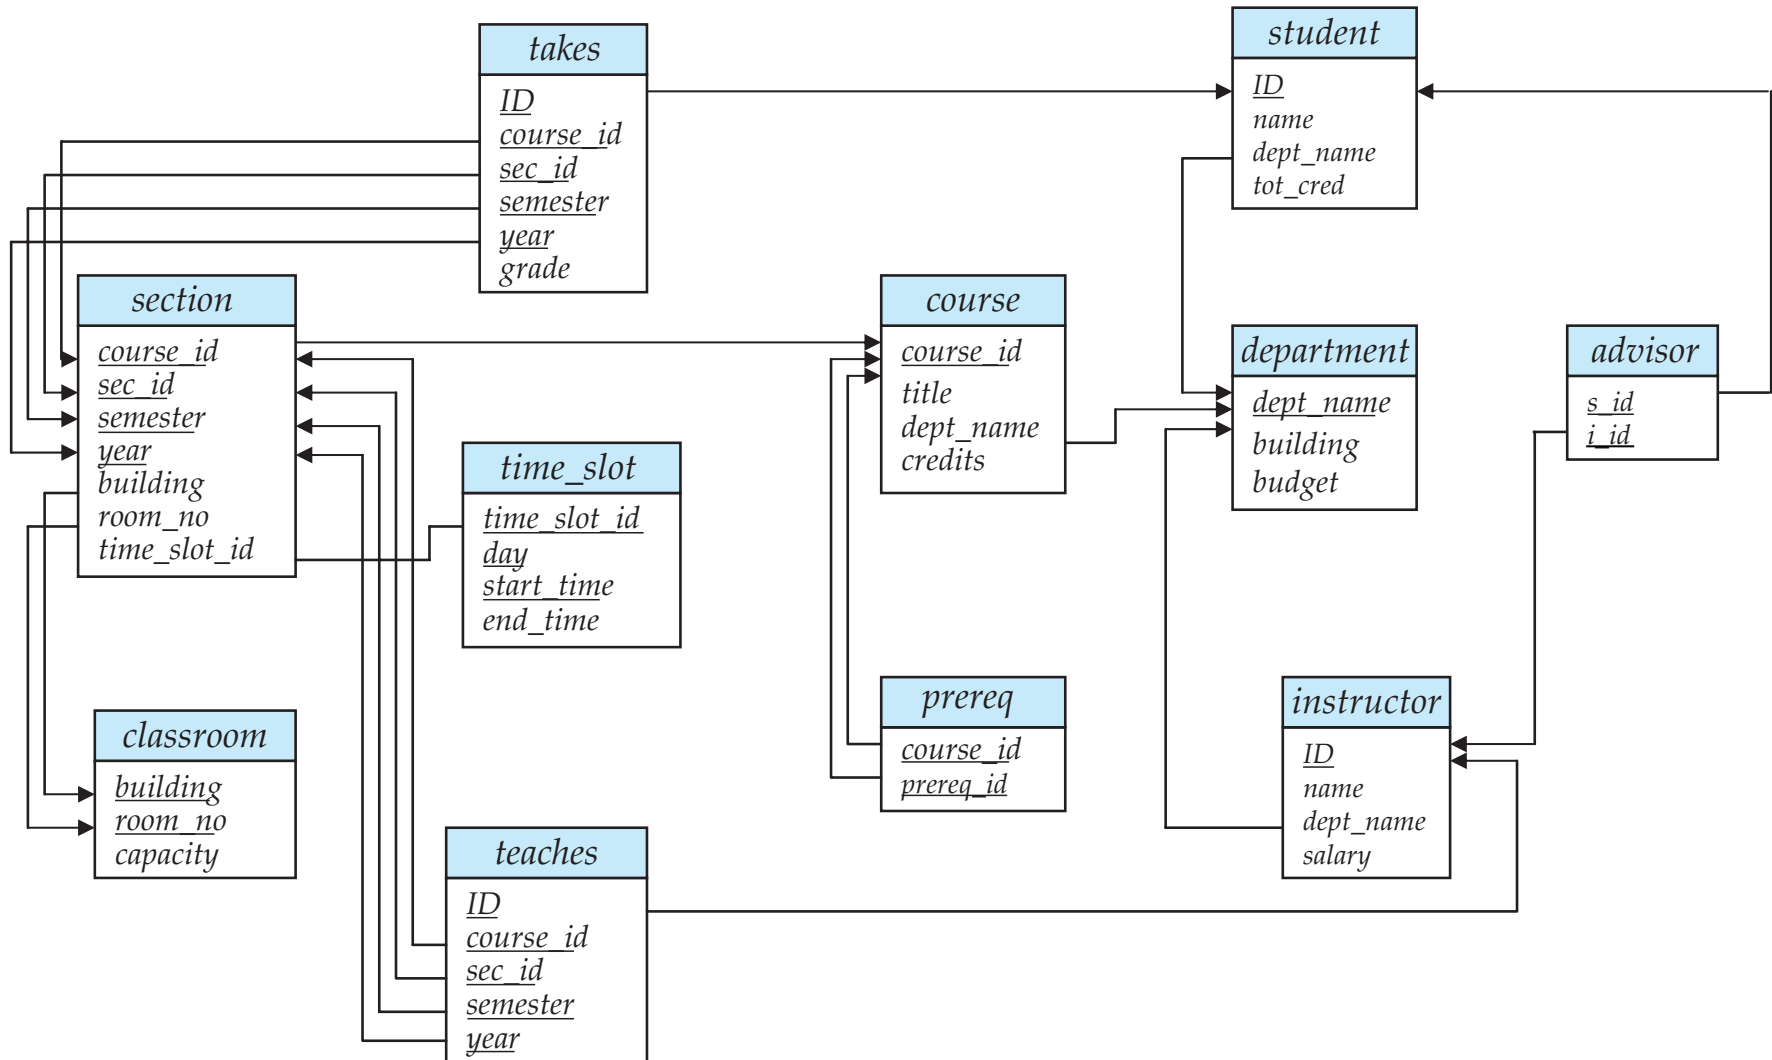 takes
ID
course_id
sec_id
semester
year
grade
student
ID
name
dept_name
tot_cred
section
course_id
sec_id
semester
year
building
room_no
time_slot_id
course
course_id
title
dept_name
credits
department
dept_name
building
budget
advisor
s_id
i_id
time_slot
time_slot_id
day
start_time
end_time
prereq
course_id
prereq_id
instructor
ID
name
dept_name
salary
classroom
building
room_no
capacity
teaches
ID
course_id
sec_id
semester
year